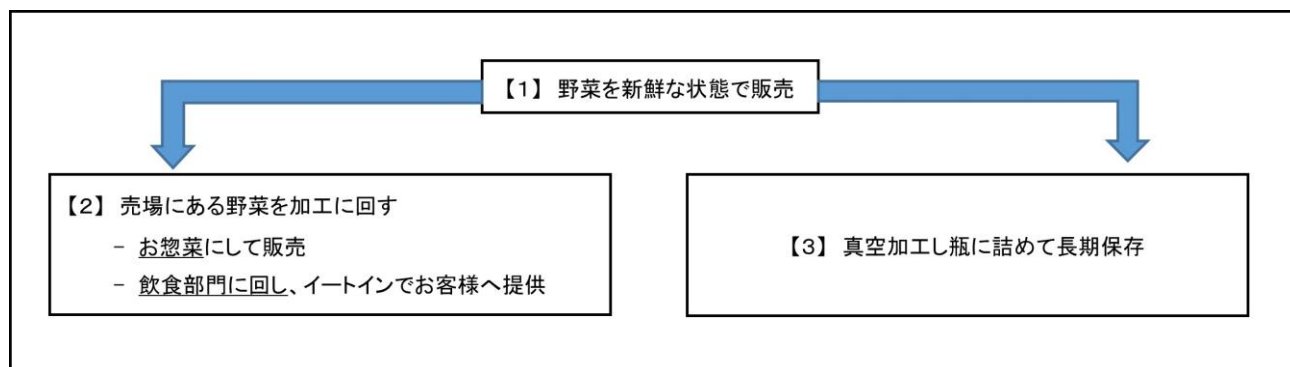 【1】 野菜を新鮮な状態で販売
【2】 売場にある野菜を加工に回す
- お惣菜にして販売
- 飲食部門に回し、イートインでお客様へ提供
【3】 真空加工し瓶に詰めて長期保存